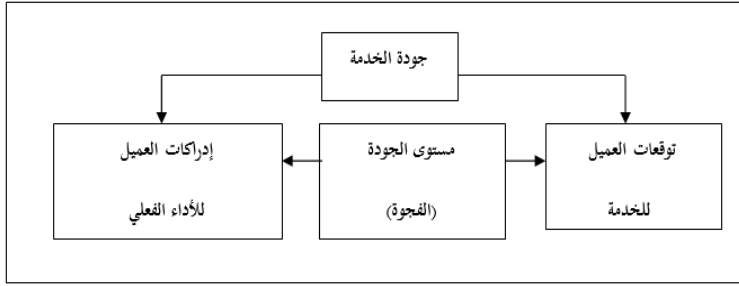 جودة الخدمة
توقعات العميل
للخدمة
مستوى الجودة
(الفجوة)
إدراكات العميل
للأداء الفعلي